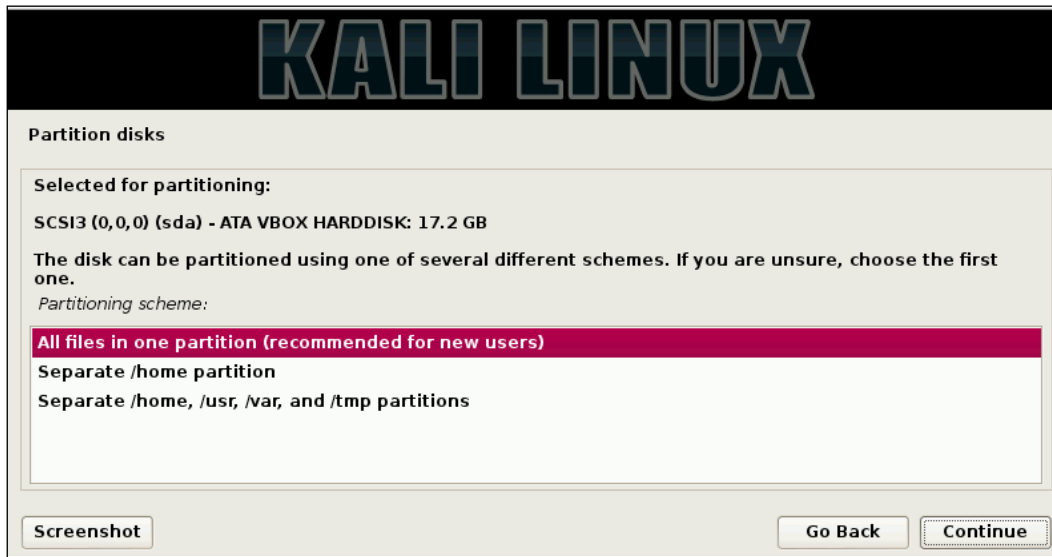 KALI LINUX
Partition disks
Selected for partitioning:
SCSI3 (0,0,0) (sda) - ATA VBOX HARDDISK: 17.2 GB
The disk can be partitioned using one of several different schemes. If you are unsure, choose the first
one.
Partitioning scheme:
All files in one partition (recommended for new users)
Separate /home partition
Separate /home, /usr, /var, and /tmp partitions
Screenshot
Go Back
Continue